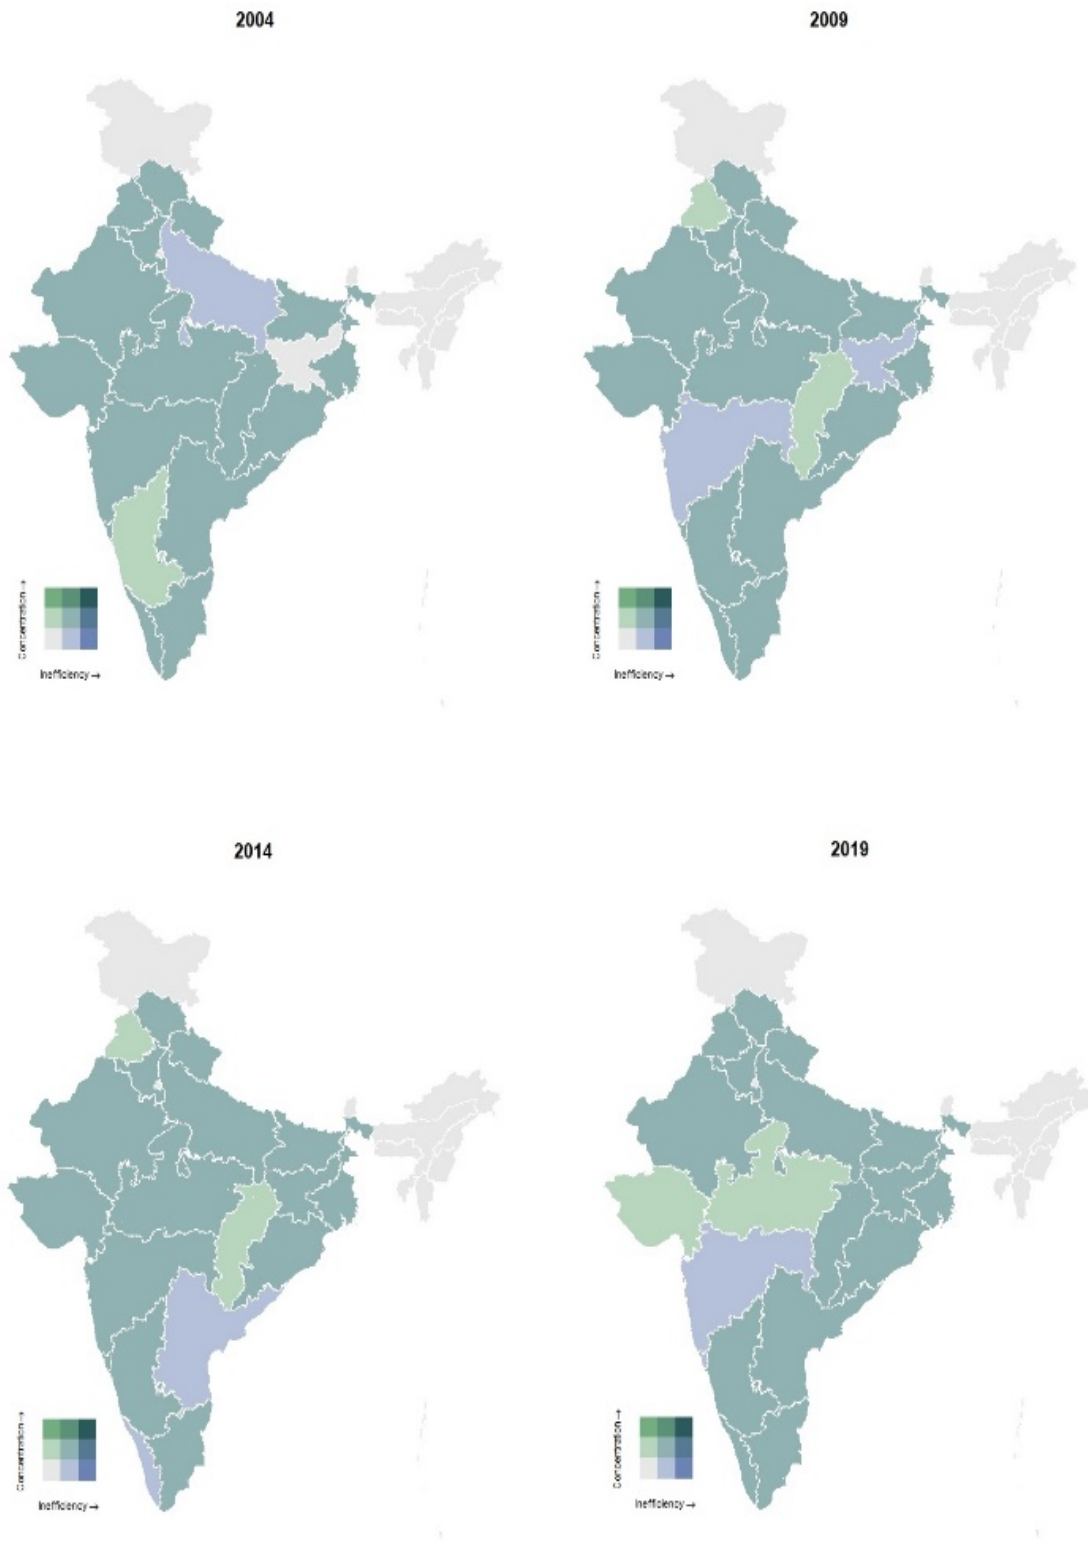 2004
2009
Concentration →
Inefficiency →
Concentration →
Inefficiency →
2014
2019
Concentration →
Inefficiency →
Concentration →
Inefficiency →